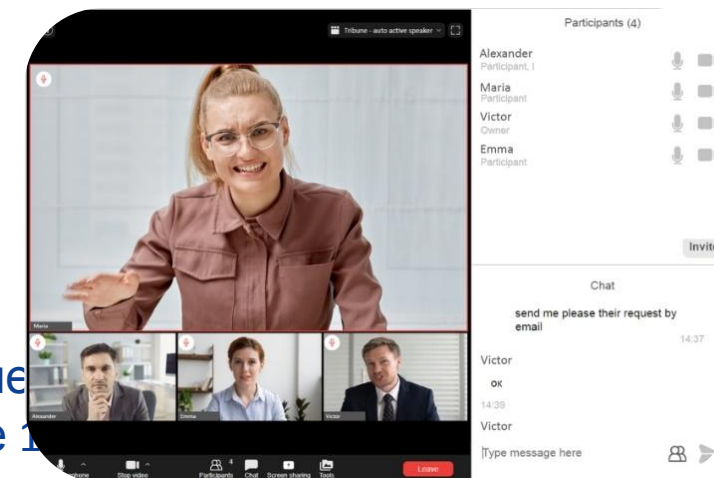 Tribune - auto active speaker
Maria
Alexander
Emma
Victor
Stop video
Participants
4
Chat
Screen sharing
Tools
Leave
Participants (4)
Alexander
Participant, I
Maria
Participant
Victor
Owner
Emma
Participant
Chat
send me please their request by
email
14:37
Victor
ок
14:39
Victor
Type message here